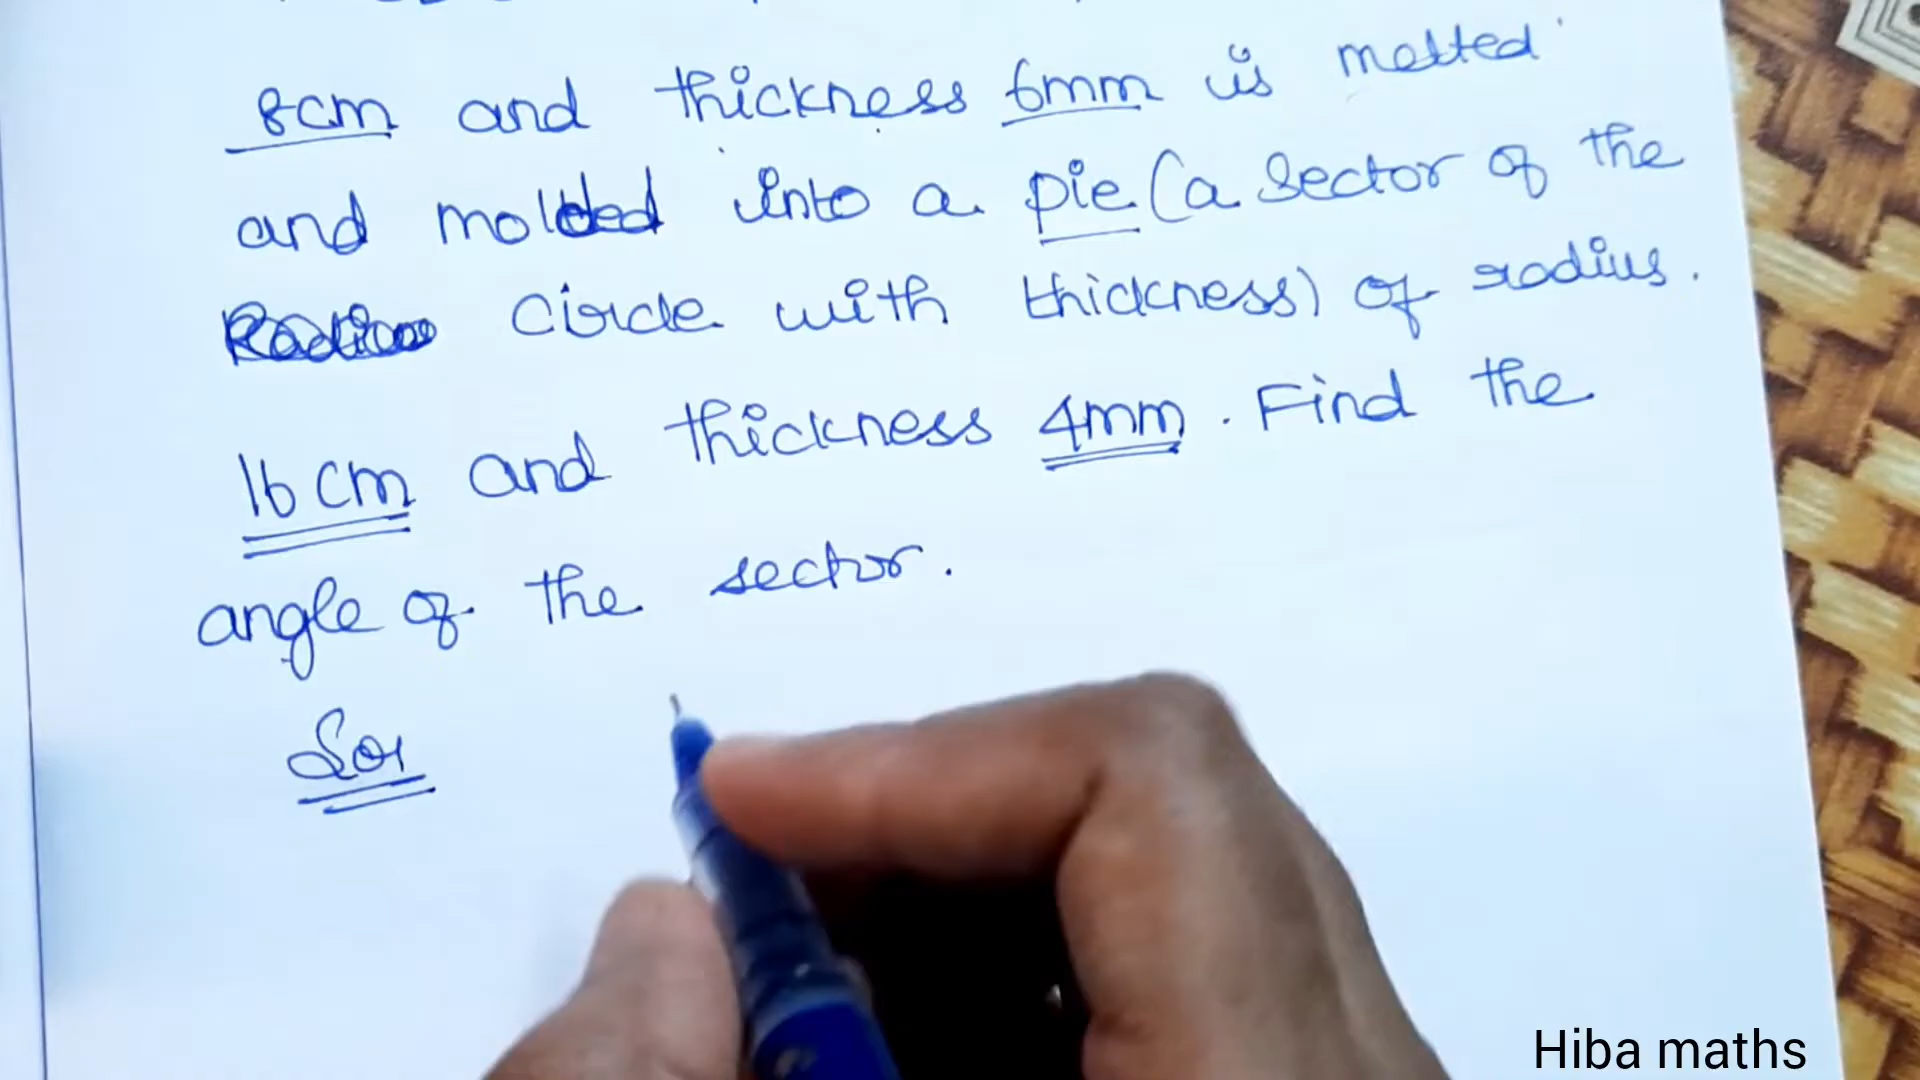 8cm and thickness 6mm is melted
and molded into a pie (a sector of the
Circle with thickness) of radius.
16 cm and thickness 4mm. Find the
angle of the sector.
Sol
Hiba maths